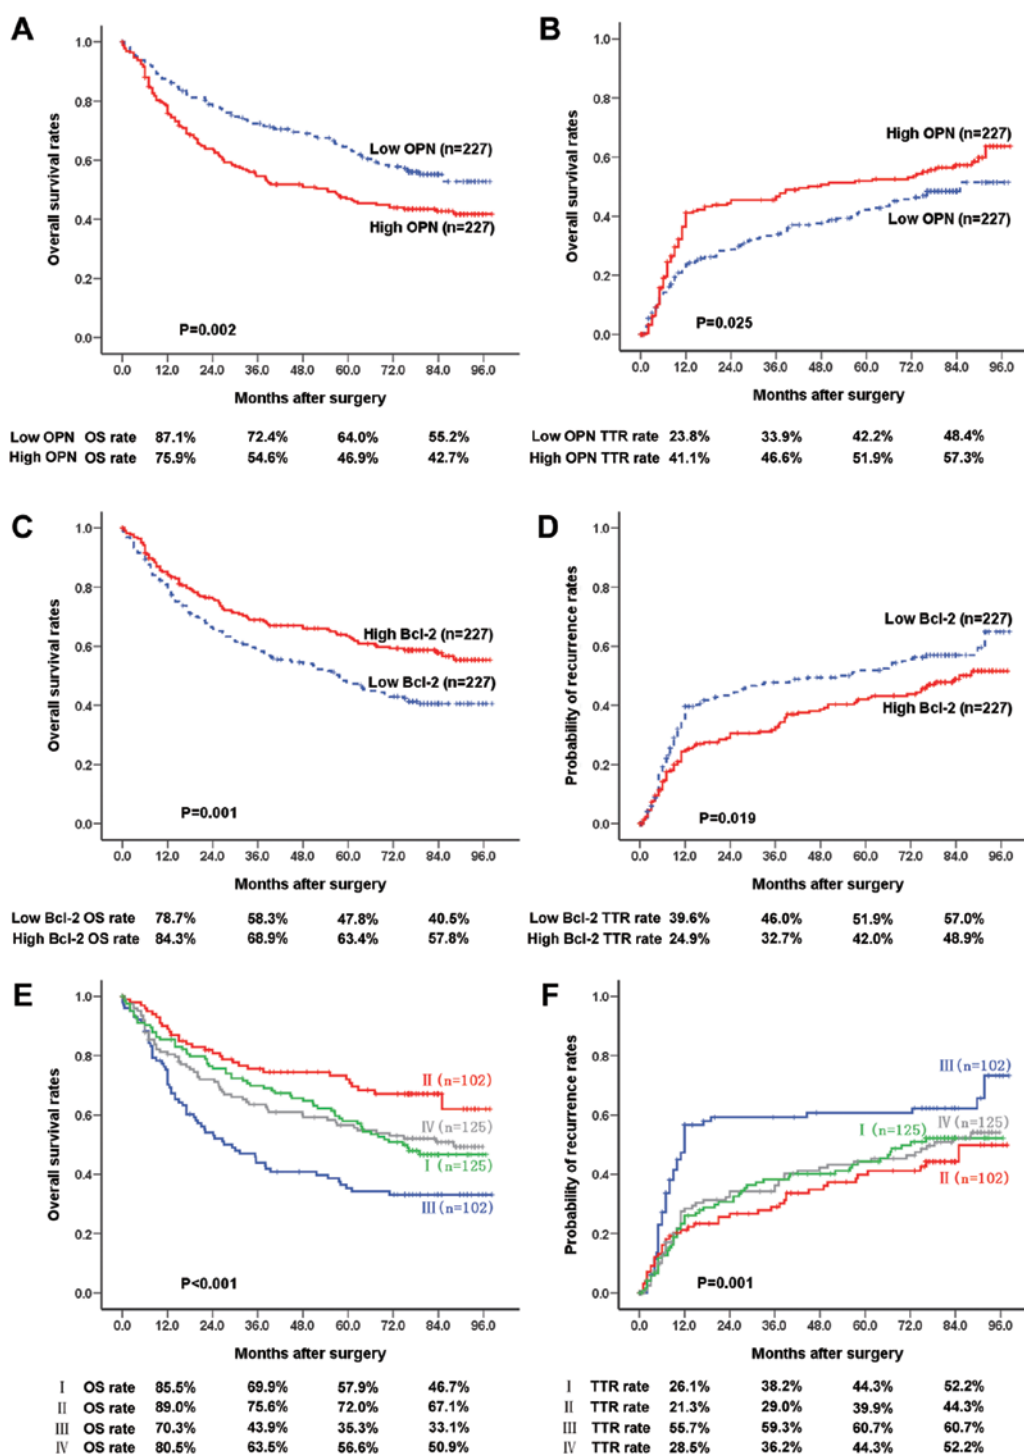 A
Overall survival rates
1.0
0.8
0.6
0.4
0.2
0.0
Low OPN (n=227)
High OPN (n=227)
P=0.002
0.0 12.0 24.0 36.0 48.0 60.0 72.0 84.0 96.0
Months after surgery
Low OPN OS rate 87.1% 72.4% 64.0% 55.2%
High OPN OS rate 75.9% 54.6% 46.9% 42.7%
B
Overall survival rates
1.0
0.8
0.6
0.4
0.2
0.0
High OPN (n=227)
Low OPN (n=227)
P=0.025
0.0 12.0 24.0 36.0 48.0 60.0 72.0 84.0 96.0
Months after surgery
Low OPN TTR rate 23.8% 33.9% 42.2% 48.4%
High OPN TTR rate 41.1% 46.6% 51.9% 57.3%
C
Overall survival rates
1.0
0.8
0.6
0.4
0.2
0.0
High Bcl-2 (n=227)
Low Bcl-2 (n=227)
P=0.001
0.0 12.0 24.0 36.0 48.0 60.0 72.0 84.0 96.0
Months after surgery
Low Bcl-2 OS rate 78.7% 58.3% 47.8% 40.5%
High Bcl-2 OS rate 84.3% 68.9% 63.4% 57.8%
D
Probability of recurrence rates
1.0
0.8
0.6
0.4
0.2
0.0
Low Bcl-2 (n=227)
High Bcl-2 (n=227)
P=0.019
0.0 12.0 24.0 36.0 48.0 60.0 72.0 84.0 96.0
Months after surgery
Low Bcl-2 TTR rate 39.6% 46.0% 51.9% 57.0%
High Bcl-2 TTR rate 24.9% 32.7% 42.0% 48.9%
E
Overall survival rates
1.0
0.8
0.6
0.4
0.2
0.0
II (n=102)
IV (n=125)
I (n=125)
III (n=102)
P<0.001
0.0 12.0 24.0 36.0 48.0 60.0 72.0 84.0 96.0
Months after surgery
I OS rate 85.5% 69.9% 57.9% 46.7%
II OS rate 89.0% 75.6% 72.0% 67.1%
III OS rate 70.3% 43.9% 35.3% 33.1%
IV OS rate 80.5% 63.5% 56.6% 50.9%
F
Probability of recurrence rates
1.0
0.8
0.6
0.4
0.2
0.0
III (n=102)
IV (n=125)
I (n=125)
II (n=102)
P=0.001
0.0 12.0 24.0 36.0 48.0 60.0 72.0 84.0 96.0
Months after surgery
I TTR rate 26.1% 38.2% 44.3% 52.2%
II TTR rate 21.3% 29.0% 39.9% 44.3%
III TTR rate 55.7% 59.3% 60.7% 60.7%
IV TTR rate 28.5% 36.2% 44.3% 52.2%